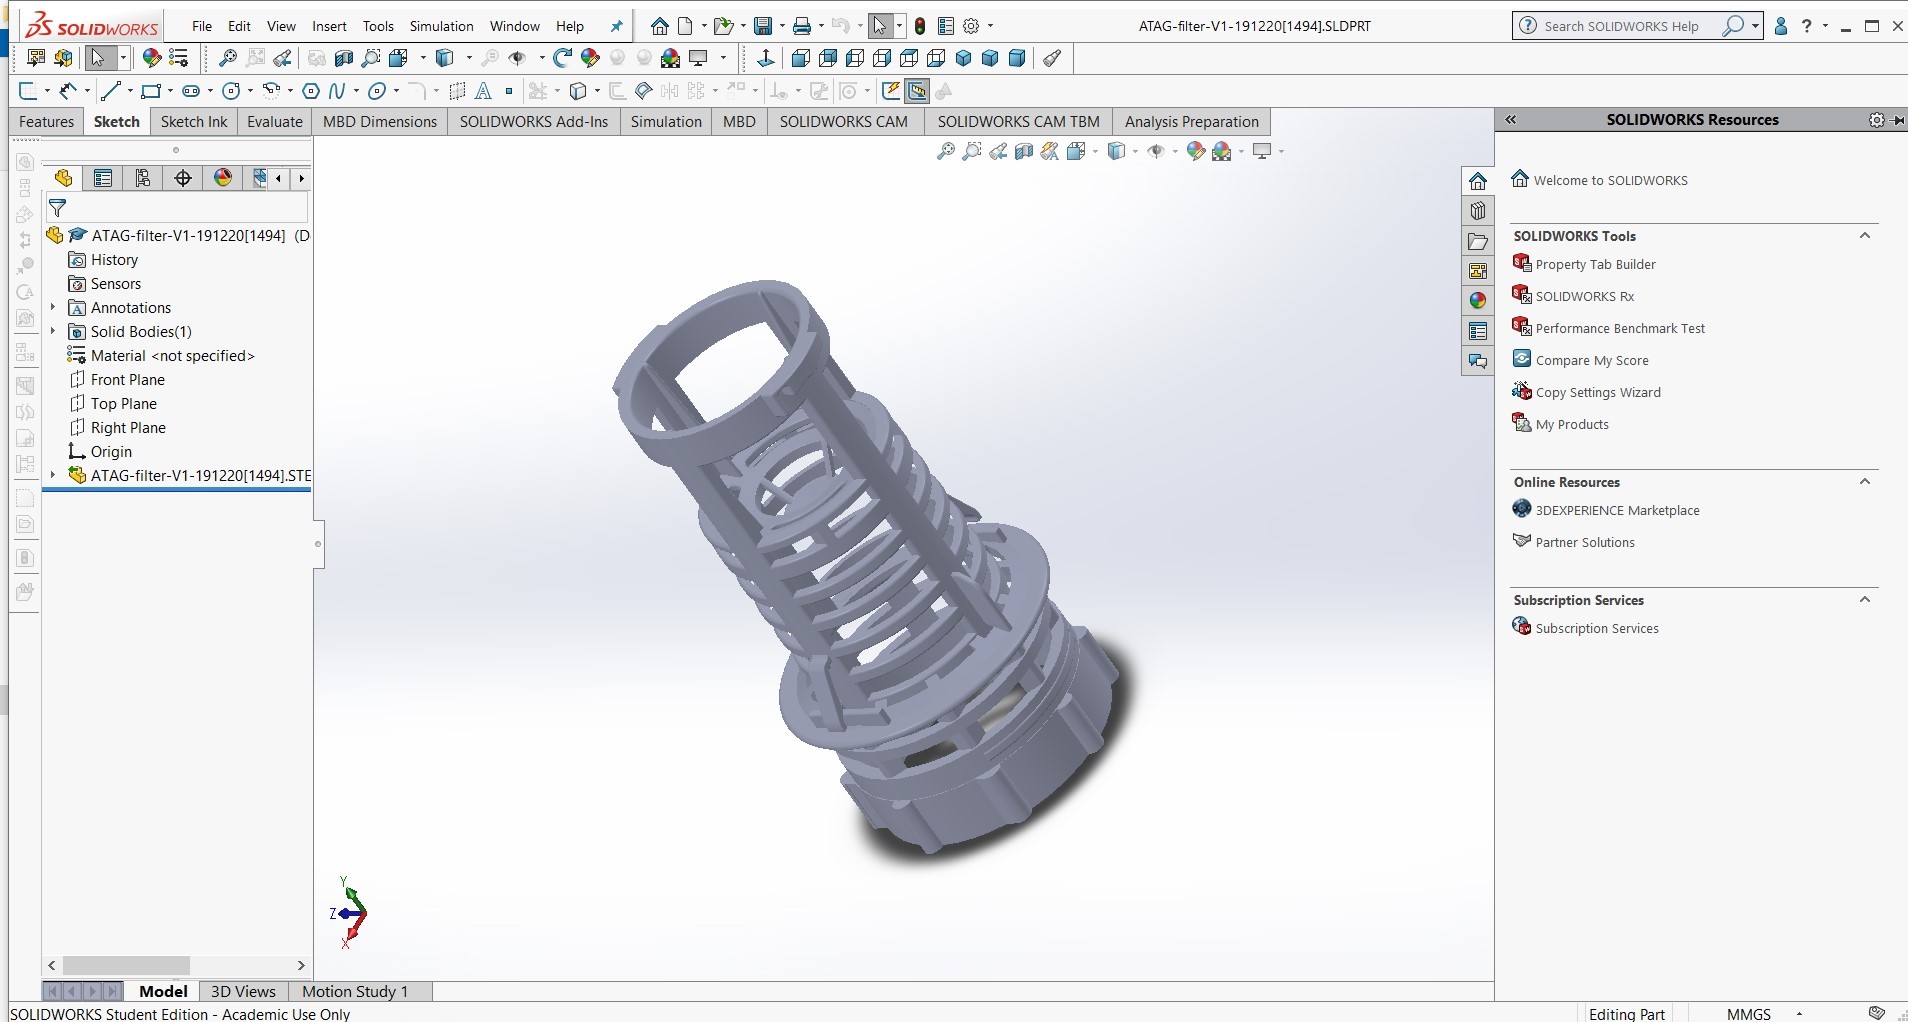 SOLIDWORKS
File Edit View Insert Tools Simulation Window Help
ATAG-filter-V1-191220[1494].SLDPRT
Search SOLIDWORKS Help
Features Sketch Sketch Ink Evaluate MBD Dimensions SOLIDWORKS Add-Ins Simulation MBD SOLIDWORKS CAM SOLIDWORKS CAM TBM Analysis Preparation
SOLIDWORKS Resources
ATAG-filter-V1-191220[1494] (D
History
Sensors
Annotations
Solid Bodies(1)
Material <not specified>
Front Plane
Top Plane
Right Plane
Origin
ATAG-filter-V1-191220[1494].STE
Y
Z
X
Welcome to SOLIDWORKS
SOLIDWORKS Tools
Property Tab Builder
SOLIDWORKS Rx
Performance Benchmark Test
Compare My Score
Copy Settings Wizard
My Products
Online Resources
3DEXPERIENCE Marketplace
Partner Solutions
Subscription Services
Subscription Services
Model 3D Views Motion Study 1
SOLIDWORKS Student Edition - Academic Use Only
Editing Part MMGS